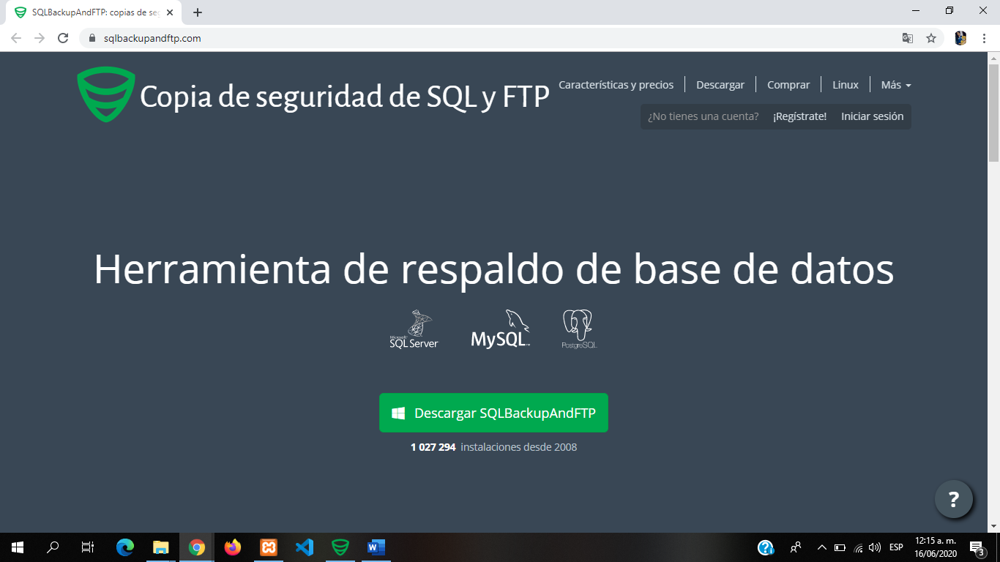 SQLBackupAndFTP: copias de seg
sqlbackupandftp.com
Copia de seguridad de SQL y FTP
Características y precios
Descargar
Comprar
Linux
Más
¿No tienes una cuenta? ¡Regístrate! Iniciar sesión
Herramienta de respaldo de base de datos
Microsoft
SQL Server
MySQL
PostgreSQL
Descargar SQLBackupAndFTP
1 027 294 instalaciones desde 2008
?
ESP
12:15 a. m.
16/06/2020
3